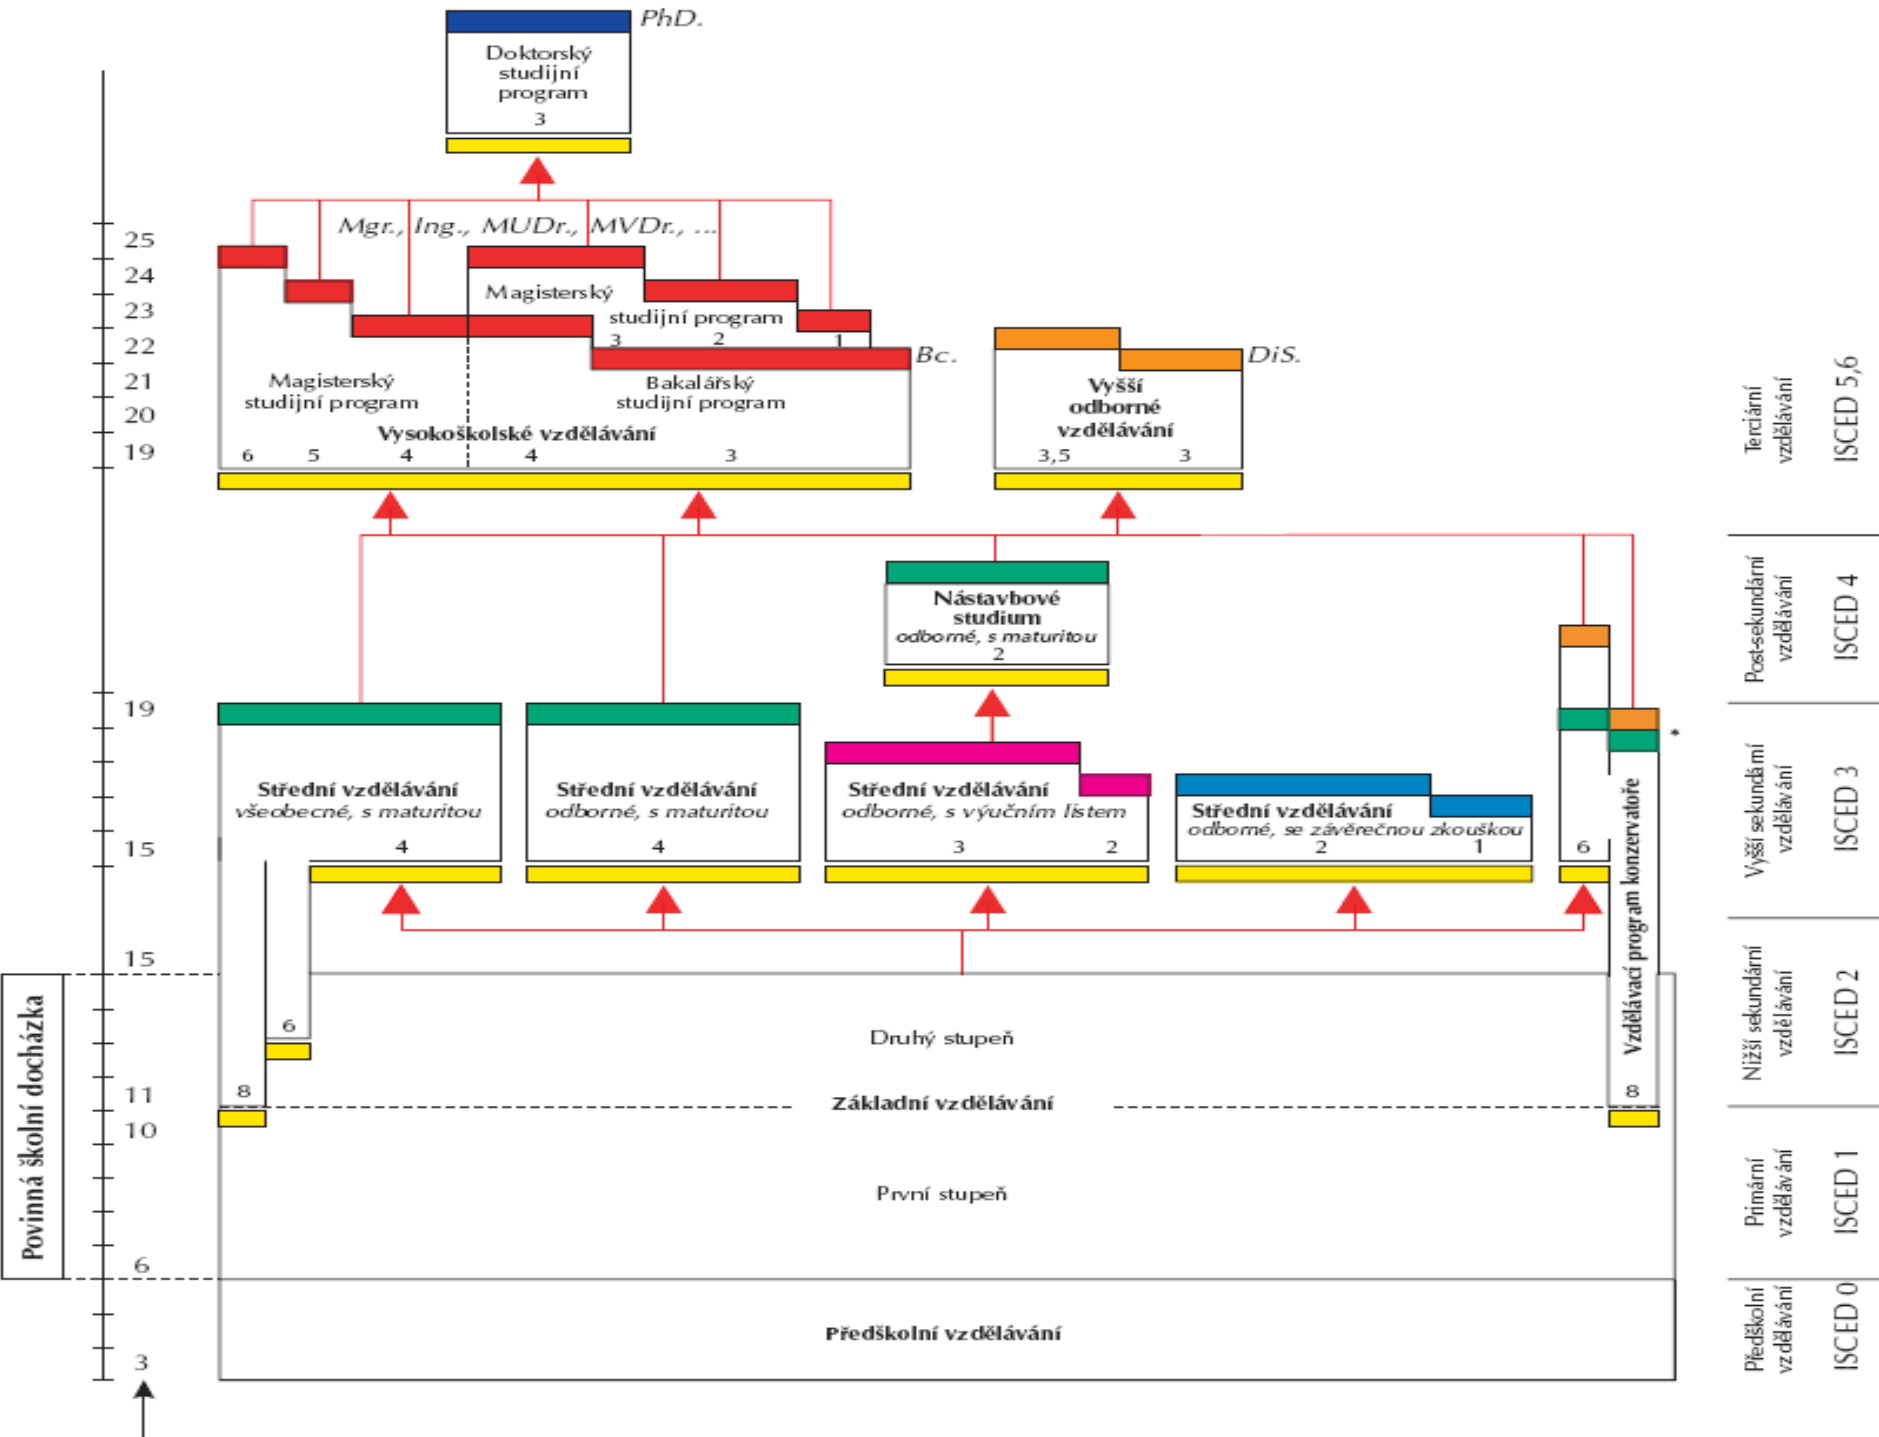 PhD.
Doktorský
studijní
program
3
Mgr., Ing., MUDr., MVDr., ...
25
24
23
22
21
20
19
Magisterský
studijní program
3
2
1
Bc.
Magisterský
studijní program
Bakalářský
studijní program
Vysokoškolské vzdělávání
6
5
4
4
3
DiS.
Vyšší
odborné
vzdělávání
3,5
3
Terciární
vzdělávání
ISCED 5,6
Nástavbové
studium
odborné, s maturitou
2
Post-sekundární
vzdělávání
ISCED 4
19
15
Střední vzdělávání
všeobecné, s maturitou
4
Střední vzdělávání
odborné, s maturitou
4
Střední vzdělávání
odborné, s výučním listem
3
2
Střední vzdělávání
odborné, se závěrečnou zkouškou
2
1
6
*
Vzdělávací program konzervatoře
8
Vyšší sekundární
vzdělávání
ISCED 3
15
11
10
6
3
Povinná školní docházka
6
8
Druhý stupeň
Základní vzdělávání
První stupeň
Předškolní vzdělávání
Nižší sekundární
vzdělávání
ISCED 2
Primární
vzdělávání
ISCED 1
Předškolní
vzdělávání
ISCED 0